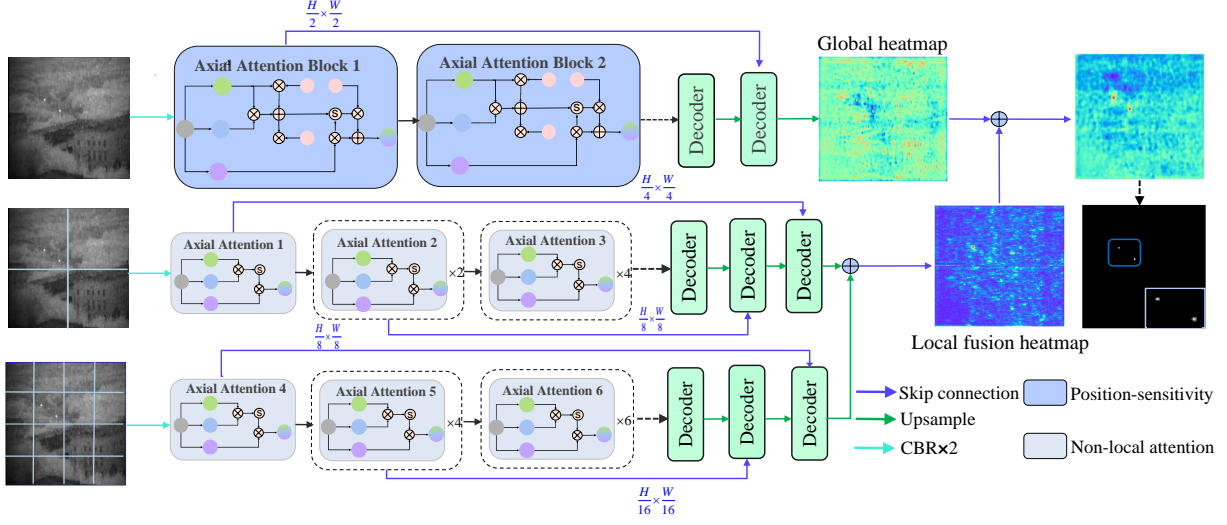 H/2 × W/2
Axial Attention Block 1
Axial Attention Block 2
S
S
Decoder
Decoder
Global heatmap
H/4 × W/4
Axial Attention 1
S
Axial Attention 2
S
×2
Axial Attention 3
S
×4
Decoder
Decoder
Decoder
H/8 × W/8
H/8 × W/8
Local fusion heatmap
Axial Attention 4
S
Axial Attention 5
S
×4
Axial Attention 6
S
×6
Decoder
Decoder
Decoder
H/16 × W/16
Skip connection
Position-sensitivity
Upsample
CBR×2
Non-local attention